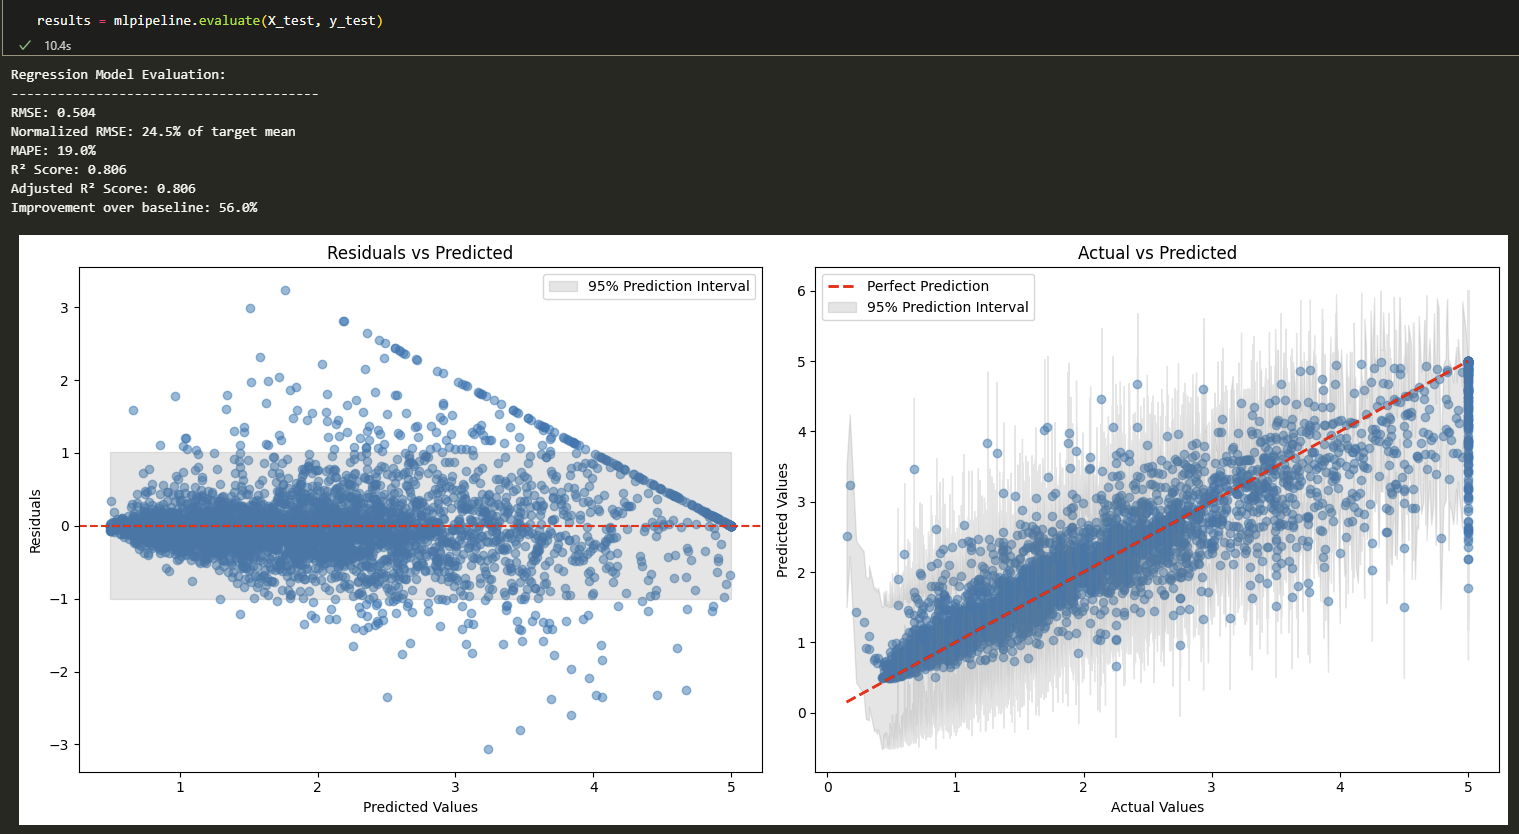 results = mlpipeline.evaluate(X_test, y_test)
10.4s
Regression Model Evaluation:
----------------------------------------
RMSE: 0.504
Normalized RMSE: 24.5% of target mean
MAPE: 19.0%
R² Score: 0.806
Adjusted R² Score: 0.806
Improvement over baseline: 56.0%
Residuals vs Predicted
95% Prediction Interval
3
2
1
0
−1
−2
−3
Residuals
1 2 3 4 5
Predicted Values
Actual vs Predicted
Perfect Prediction
95% Prediction Interval
6
5
4
3
2
1
0
Predicted Values
0 1 2 3 4 5
Actual Values